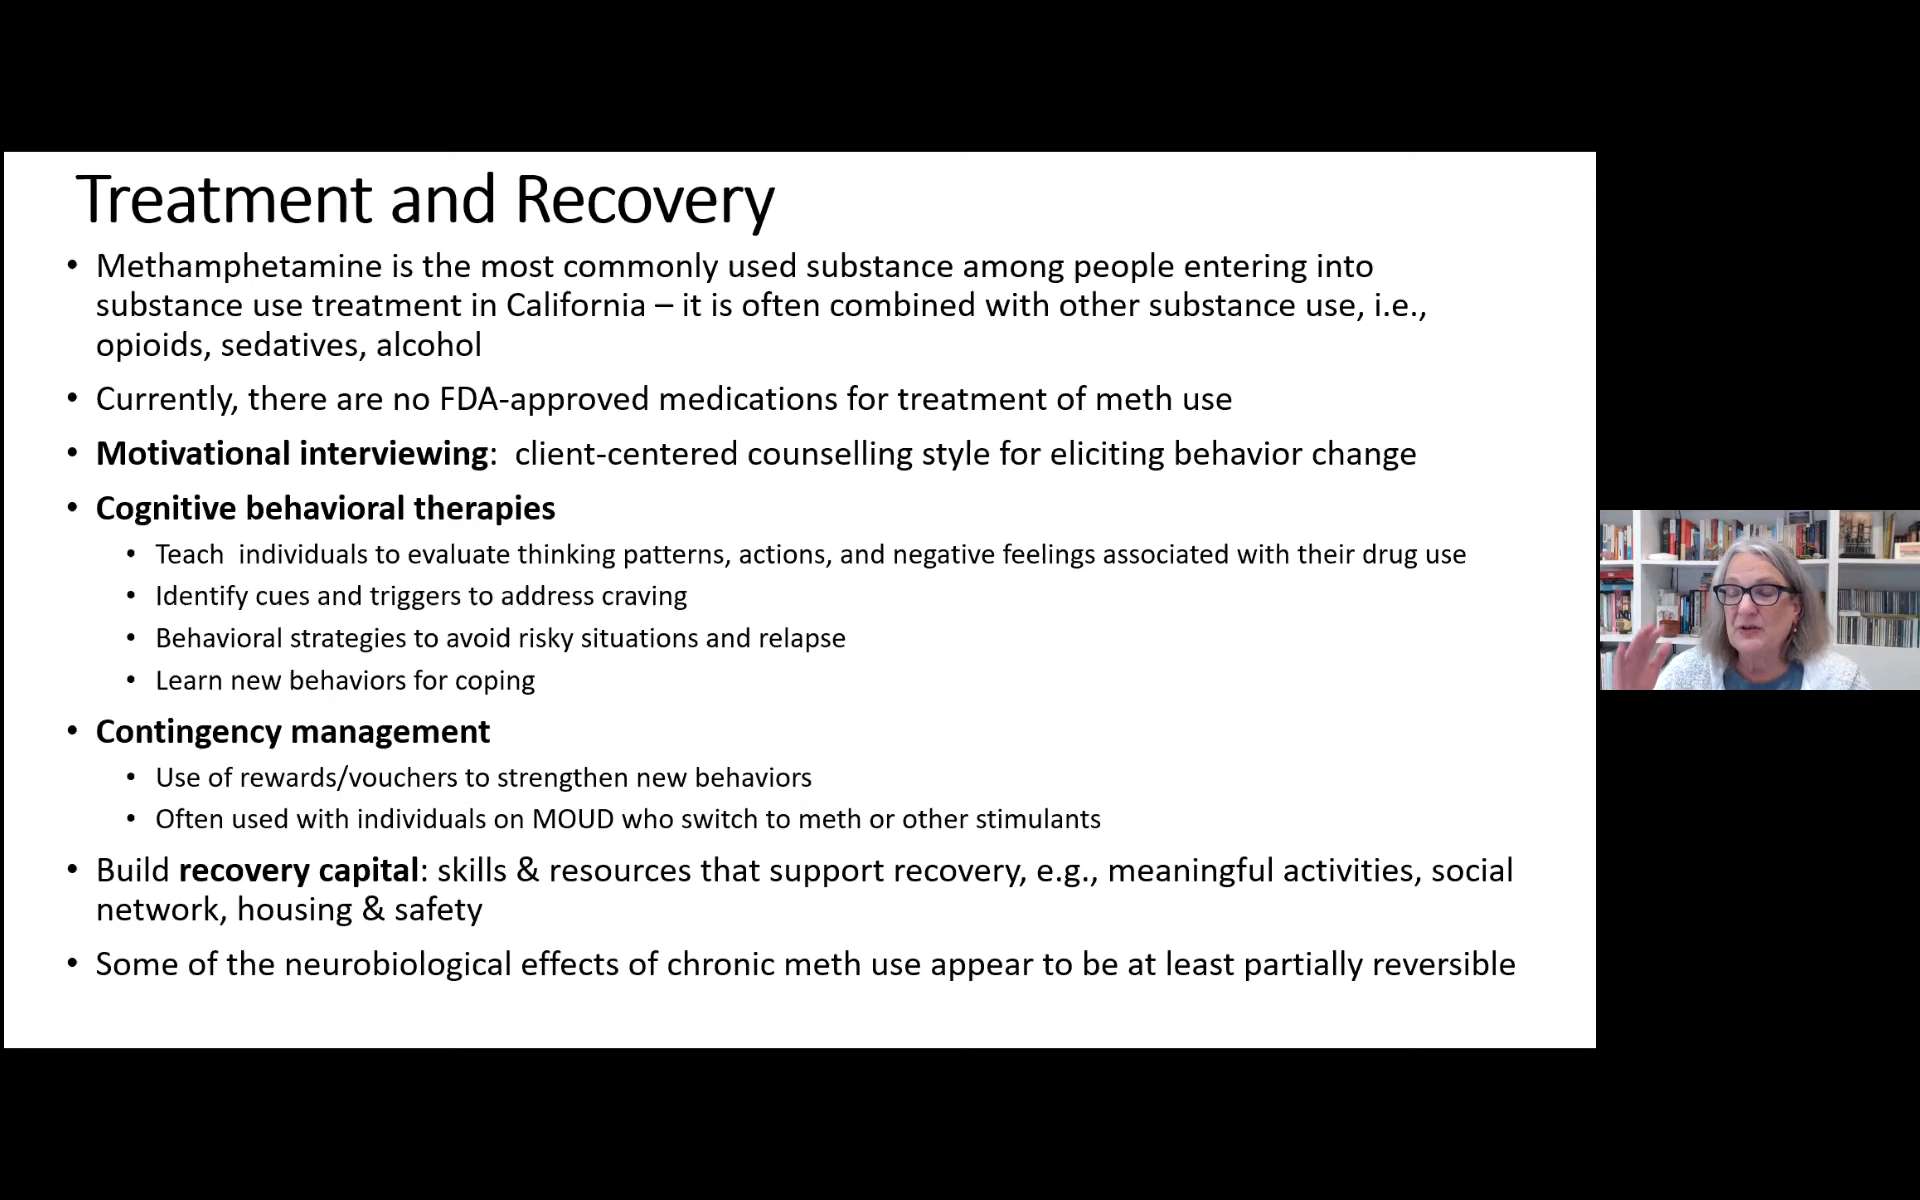 Treatment and Recovery
• Methamphetamine is the most commonly used substance among people entering into
substance use treatment in California – it is often combined with other substance use, i.e.,
opioids, sedatives, alcohol
• Currently, there are no FDA-approved medications for treatment of meth use
• Motivational interviewing:  client-centered counselling style for eliciting behavior change
• Cognitive behavioral therapies
• Teach  individuals to evaluate thinking patterns, actions, and negative feelings associated with their drug use
• Identify cues and triggers to address craving
• Behavioral strategies to avoid risky situations and relapse
• Learn new behaviors for coping
• Contingency management
• Use of rewards/vouchers to strengthen new behaviors
• Often used with individuals on MOUD who switch to meth or other stimulants
• Build recovery capital: skills & resources that support recovery, e.g., meaningful activities, social
network, housing & safety
• Some of the neurobiological effects of chronic meth use appear to be at least partially reversible